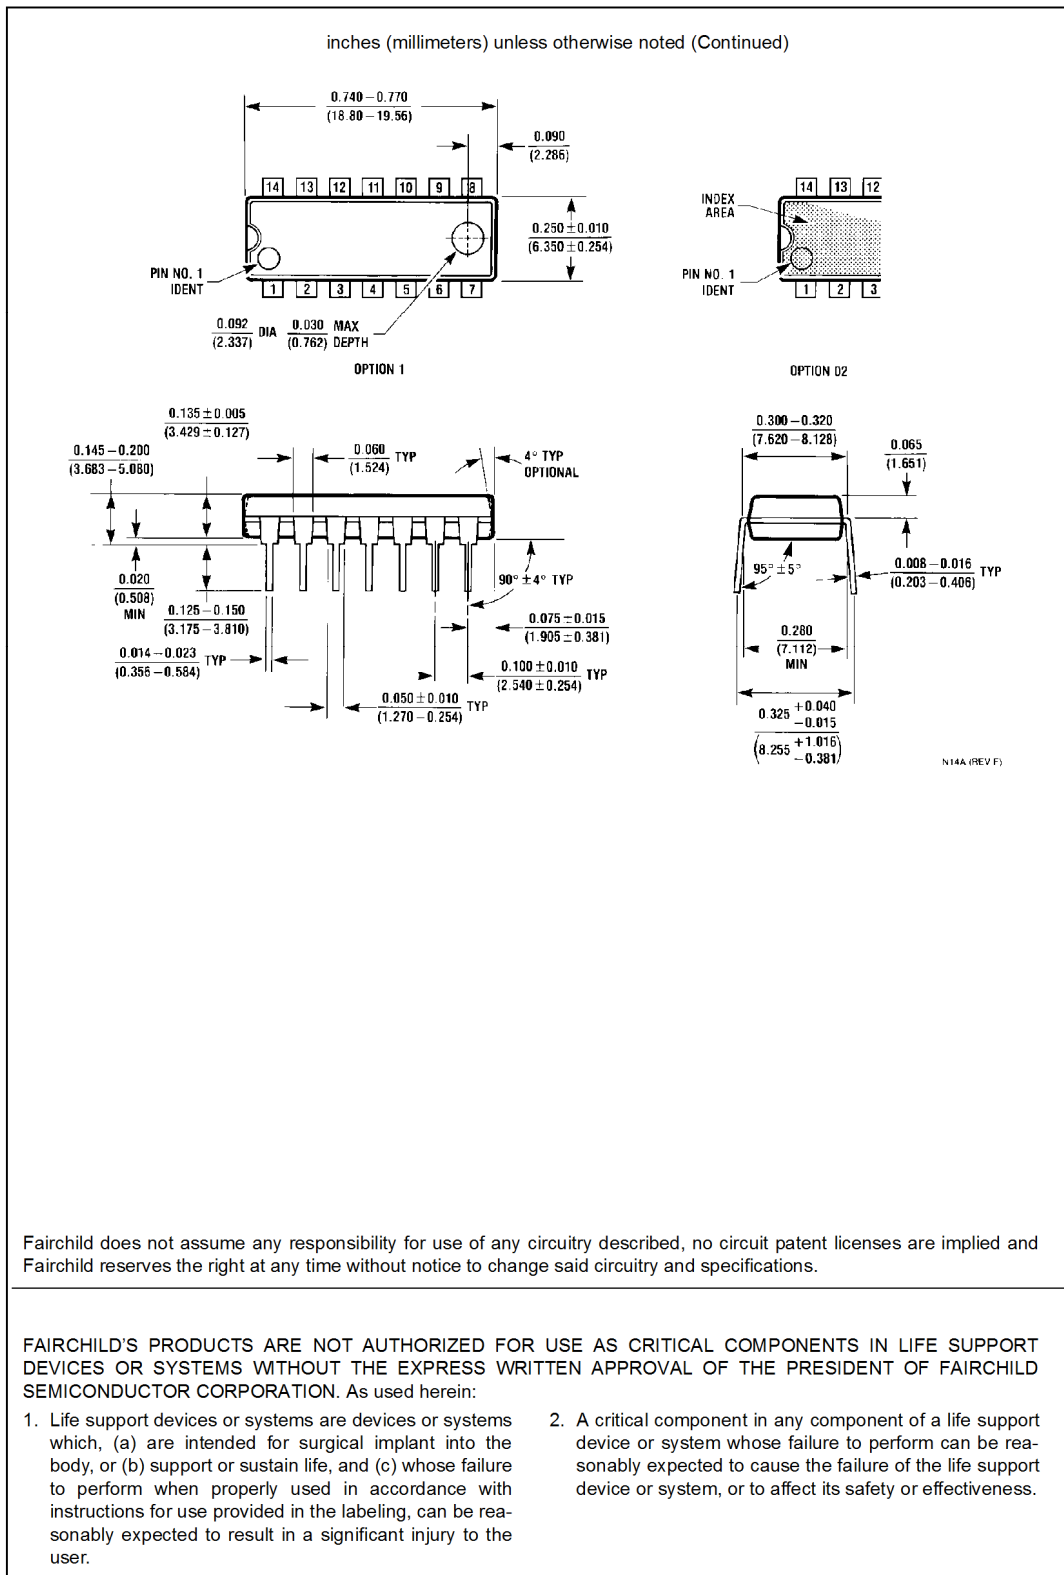 inches (millimeters) unless otherwise noted (Continued)
0.740−0.770
(18.80−19.56)
0.090
(2.286)
14 13 12 11 10 9 8
0.250±0.010
(6.350±0.254)
PIN NO. 1
IDENT
1 2 3 4 5 6 7
0.092
(2.337)
DIA
0.030
(0.762)
MAX
DEPTH
OPTION 1
14 13 12
INDEX
AREA
PIN NO. 1
IDENT
1 2 3
OPTION 02
0.135±0.005
(3.429±0.127)
0.145−0.200
(3.683−5.080)
0.060
(1.524)
TYP
4° TYP
OPTIONAL
0.020
(0.508)
MIN
0.125−0.150
(3.175−3.810)
90°±4° TYP
0.014−0.023
(0.356−0.584)
TYP
0.075±0.015
(1.905±0.381)
0.100±0.010
(2.540±0.254)
TYP
0.050±0.010
(1.270−0.254)
TYP
0.300−0.320
(7.620−8.128)
0.065
(1.651)
95°±5°
0.008−0.016
(0.203−0.406)
TYP
0.280
(7.112)
MIN
0.325 +0.040
−0.015
(8.255 +1.016
−0.381)
N14A (REV F)
Fairchild does not assume any responsibility for use of any circuitry described, no circuit patent licenses are implied and
Fairchild reserves the right at any time without notice to change said circuitry and specifications.
FAIRCHILD'S PRODUCTS ARE NOT AUTHORIZED FOR USE AS CRITICAL COMPONENTS IN LIFE SUPPORT
DEVICES OR SYSTEMS WITHOUT THE EXPRESS WRITTEN APPROVAL OF THE PRESIDENT OF FAIRCHILD
SEMICONDUCTOR CORPORATION. As used herein:
1. Life support devices or systems are devices or systems
which, (a) are intended for surgical implant into the
body, or (b) support or sustain life, and (c) whose failure
to perform when properly used in accordance with
instructions for use provided in the labeling, can be rea-
sonably expected to result in a significant injury to the
user.
2. A critical component in any component of a life support
device or system whose failure to perform can be rea-
sonably expected to cause the failure of the life support
device or system, or to affect its safety or effectiveness.